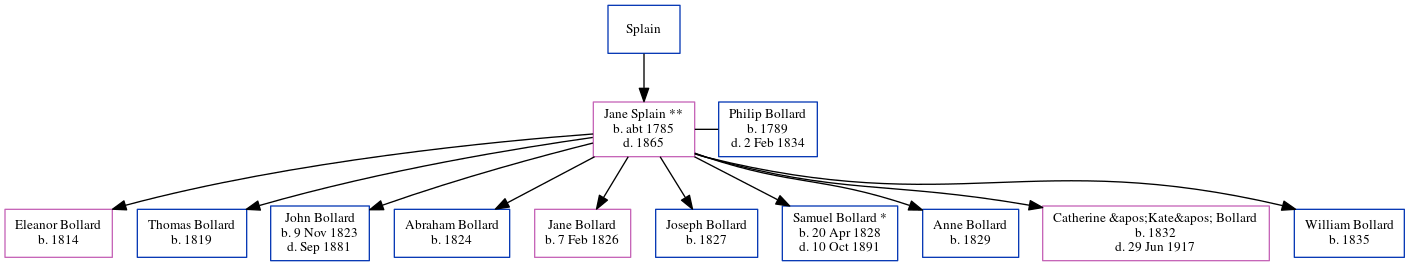 Splain
Jane Splain **
b. abt 1785
d. 1865
Philip Bollard
b. 1789
d. 2 Feb 1834
Eleanor Bollard
b. 1814
Thomas Bollard
b. 1819
John Bollard
b. 9 Nov 1823
d. Sep 1881
Abraham Bollard
b. 1824
Jane Bollard
b. 7 Feb 1826
Joseph Bollard
b. 1827
Samuel Bollard *
b. 20 Apr 1828
d. 10 Oct 1891
Anne Bollard
b. 1829
Catherine &apos;Kate&apos; Bollard
b. 1832
d. 29 Jun 1917
William Bollard
b. 1835